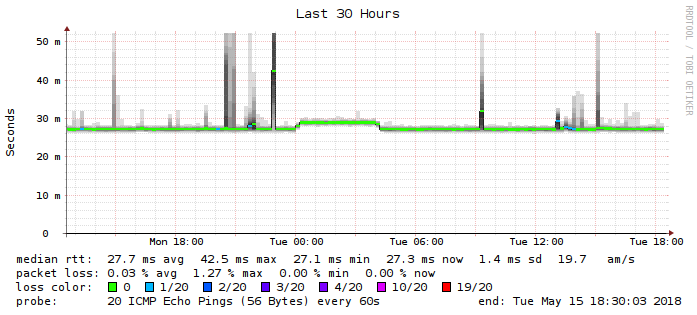 Last 30 Hours
RRDTOOL / TOBI OETIKER
Seconds
50 m
40 m
30 m
20 m
10 m
0
Mon 18:00 Tue 00:00 Tue 06:00 Tue 12:00 Tue 18:00
median rtt: 27.7 ms avg 42.5 ms max 27.1 ms min 27.3 ms now 1.4 ms sd 19.7 am/s
packet loss: 0.03 % avg 1.27 % max 0.00 % min 0.00 % now
loss color: 0 1/20 2/20 3/20 4/20 10/20 19/20
probe: 20 ICMP Echo Pings (56 Bytes) every 60s end: Tue May 15 18:30:03 2018